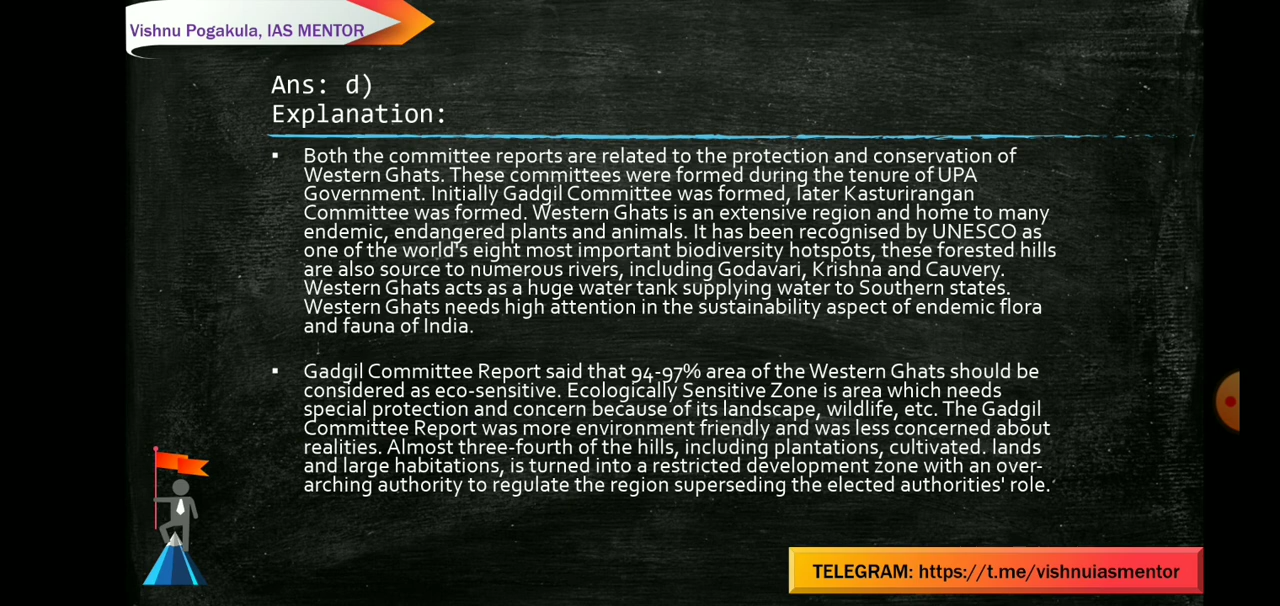 Vishnu Pogakula, IAS MENTOR
Ans: d)
Explanation:
▪ Both the committee reports are related to the protection and conservation of
Western Ghats. These committees were formed during the tenure of UPA
Government. Initially Gadgil Committee was formed, later Kasturirangan
Committee was formed. Western Ghats is an extensive region and home to many
endemic, endangered plants and animals. It has been recognised by UNESCO as
one of the world's eight most important biodiversity hotspots, these forested hills
are also source to numerous rivers, including Godavari, Krishna and Cauvery.
Western Ghats acts as a huge water tank supplying water to Southern states.
Western Ghats needs high attention in the sustainability aspect of endemic flora
and fauna of India.
▪ Gadgil Committee Report said that 94-97% area of the Western Ghats should be
considered as eco-sensitive. Ecologically Sensitive Zone is area which needs
special protection and concern because of its landscape, wildlife, etc. The Gadgil
Committee Report was more environment friendly and was less concerned about
realities. Almost three-fourth of the hills, including plantations, cultivated. lands
and large habitations, is turned into a restricted development zone with an over-
arching authority to regulate the region superseding the elected authorities' role.
TELEGRAM: https://t.me/vishnuiasmentor